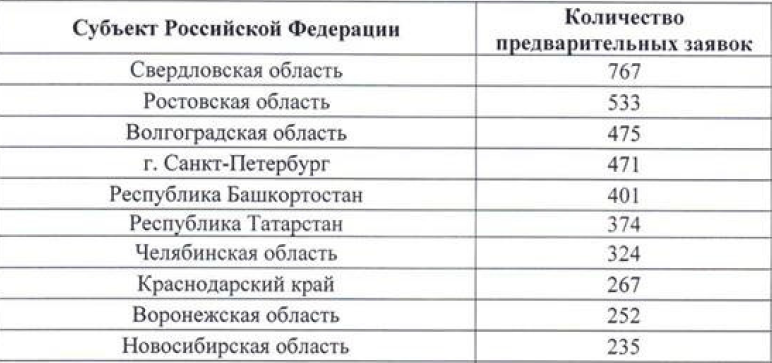 Субъект Российской Федерации
Количество
предварительных заявок
Свердловская область 767
Ростовская область 533
Волгоградская область 475
г. Санкт-Петербург 471
Республика Башкортостан 401
Республика Татарстан 374
Челябинская область 324
Краснодарский край 267
Воронежская область 252
Новосибирская область 235